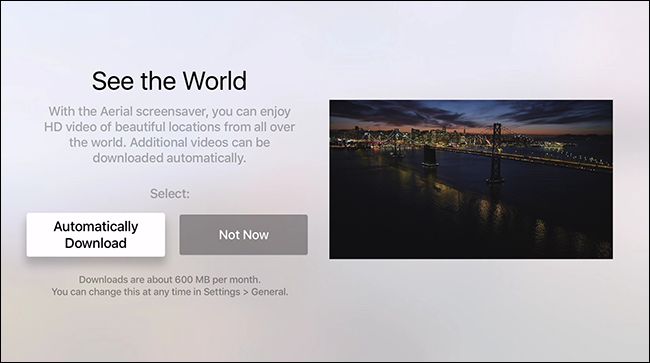 See the World
With the Aerial screensaver, you can enjoy
HD video of beautiful locations from all over
the world. Additional videos can be
downloaded automatically.
Select:
Automatically
Download
Not Now
Downloads are about 600 MB per month.
You can change this at any time in Settings > General.